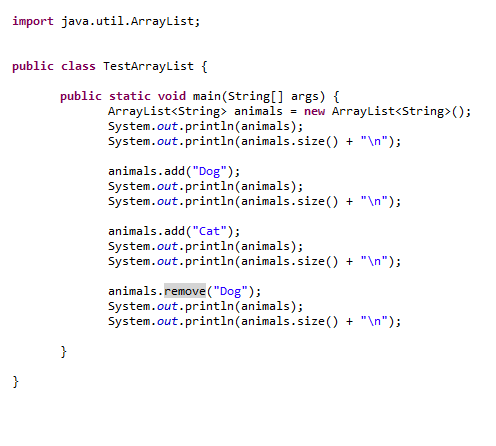 import java.util.ArrayList;
public class TestArrayList {
public static void main(String[] args) {
ArrayList<String> animals = new ArrayList<String>();
System.out.println(animals);
System.out.println(animals.size() + "\n");
animals.add("Dog");
System.out.println(animals);
System.out.println(animals.size() + "\n");
animals.add("Cat");
System.out.println(animals);
System.out.println(animals.size() + "\n");
animals.remove("Dog");
System.out.println(animals);
System.out.println(animals.size() + "\n");
}
}